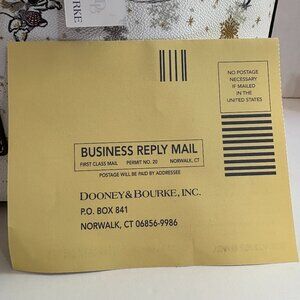 URKE
NO POSTAGE
NECESSARY
IF MAILED
IN THE
UNITED STATES
BUSINESS REPLY MAIL
FIRST CLASS MAIL PERMIT NO. 20 NORWALK, CT
POSTAGE WILL BE PAID BY ADDRESSEE
DOONEY & BOURKE, INC.
P.O. BOX 841
NORWALK, CT 06856-9986